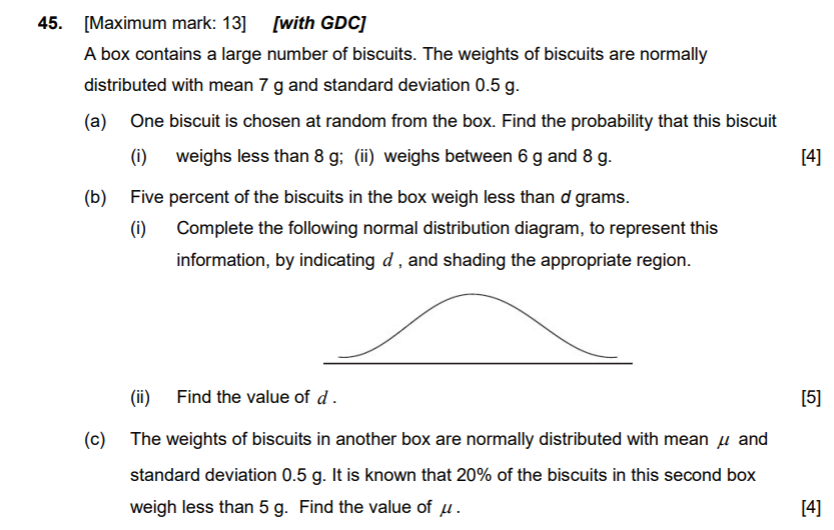 45. [Maximum mark: 13] [with GDC]
A box contains a large number of biscuits. The weights of biscuits are normally
distributed with mean 7 g and standard deviation 0.5 g.
(a) One biscuit is chosen at random from the box. Find the probability that this biscuit
(i) weighs less than 8 g; (ii) weighs between 6 g and 8 g. [4]
(b) Five percent of the biscuits in the box weigh less than d grams.
(i) Complete the following normal distribution diagram, to represent this
information, by indicating d , and shading the appropriate region.
(ii) Find the value of d . [5]
(c) The weights of biscuits in another box are normally distributed with mean μ and
standard deviation 0.5 g. It is known that 20% of the biscuits in this second box
weigh less than 5 g. Find the value of μ . [4]